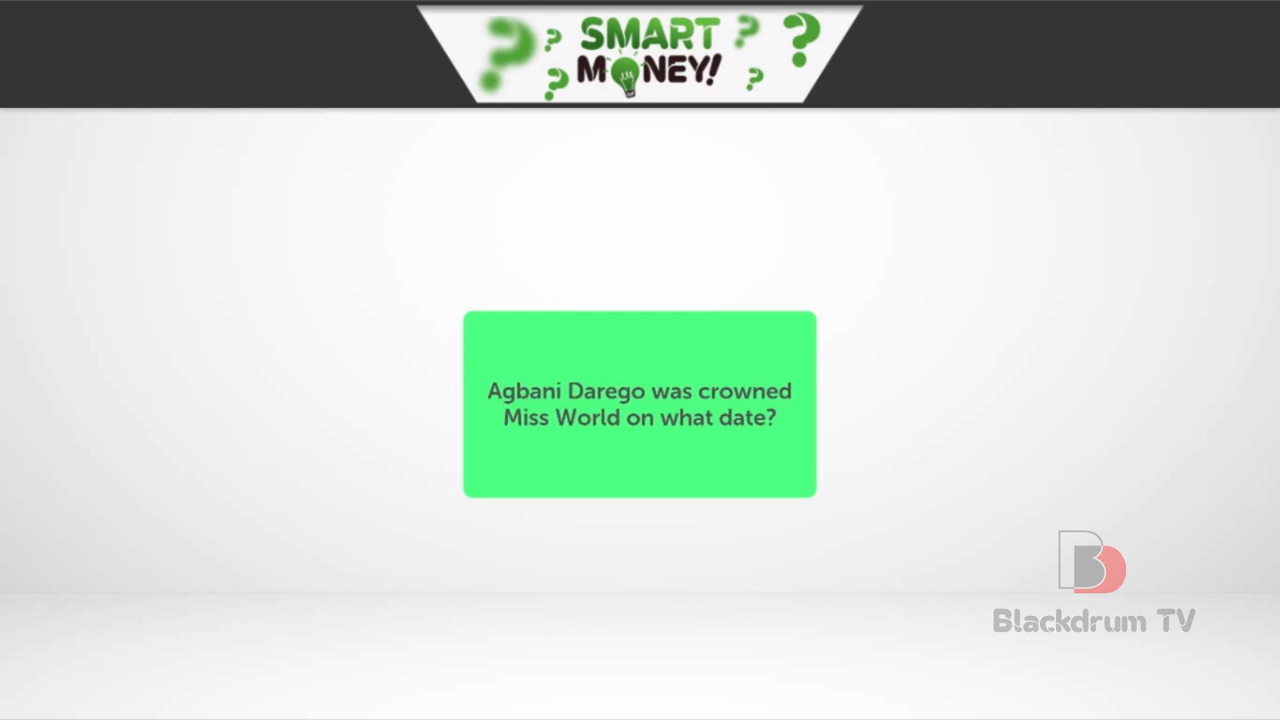 SMART
MONEY!
Agbani Darego was crowned
Miss World on what date?
Blackdrum TV